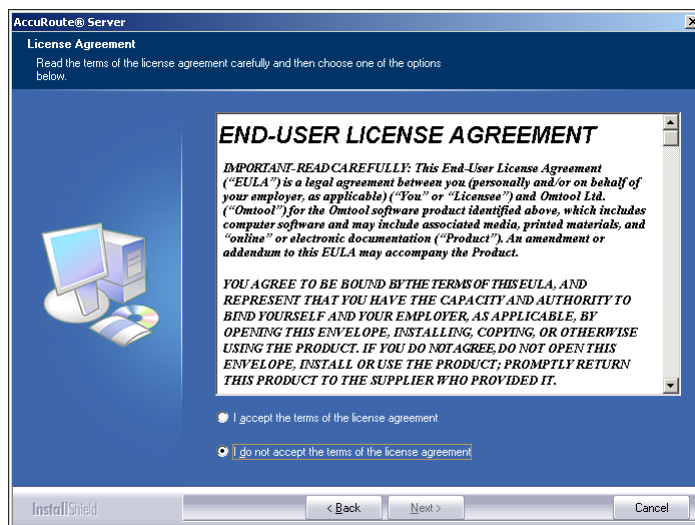 AccuRoute® Server
License Agreement
Read the terms of the license agreement carefully and then choose one of the options
below.
END-USER LICENSE AGREEMENT
IMPORTANT-READ CAREFULLY: This End-User License Agreement
("EULA") is a legal agreement between you (personally and/or on behalf of
your employer, as applicable) ("You" or "Licensee") and Omtool Ltd.
("Omtool") for the Omtool software product identified above, which includes
computer software and may include associated media, printed materials, and
"online" or electronic documentation ("Product"). An amendment or
addendum to this EULA may accompany the Product.
YOU AGREE TO BE BOUND BY THE TERMS OF THIS EULA, AND
REPRESENT THAT YOU HAVE THE CAPACITY AND AUTHORITY TO
BIND YOURSELF AND YOUR EMPLOYER, AS APPLICABLE, BY
OPENING THIS ENVELOPE, INSTALLING, COPYING, OR OTHERWISE
USING THE PRODUCT. IF YOU DO NOT AGREE, DO NOT OPEN THIS
ENVELOPE, INSTALL OR USE THE PRODUCT; PROMPTLY RETURN
THIS PRODUCT TO THE SUPPLIER WHO PROVIDED IT.
I accept the terms of the license agreement
I do not accept the terms of the license agreement
InstallShield
< Back
Next >
Cancel